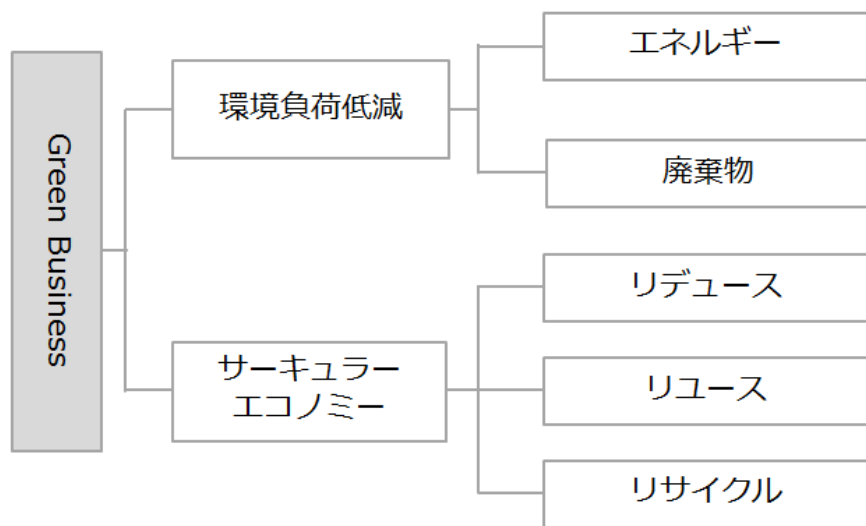 Green Business
環境負荷低減
エネルギー
廃棄物
サーキュラー
エコノミー
リデュース
リユース
リサイクル